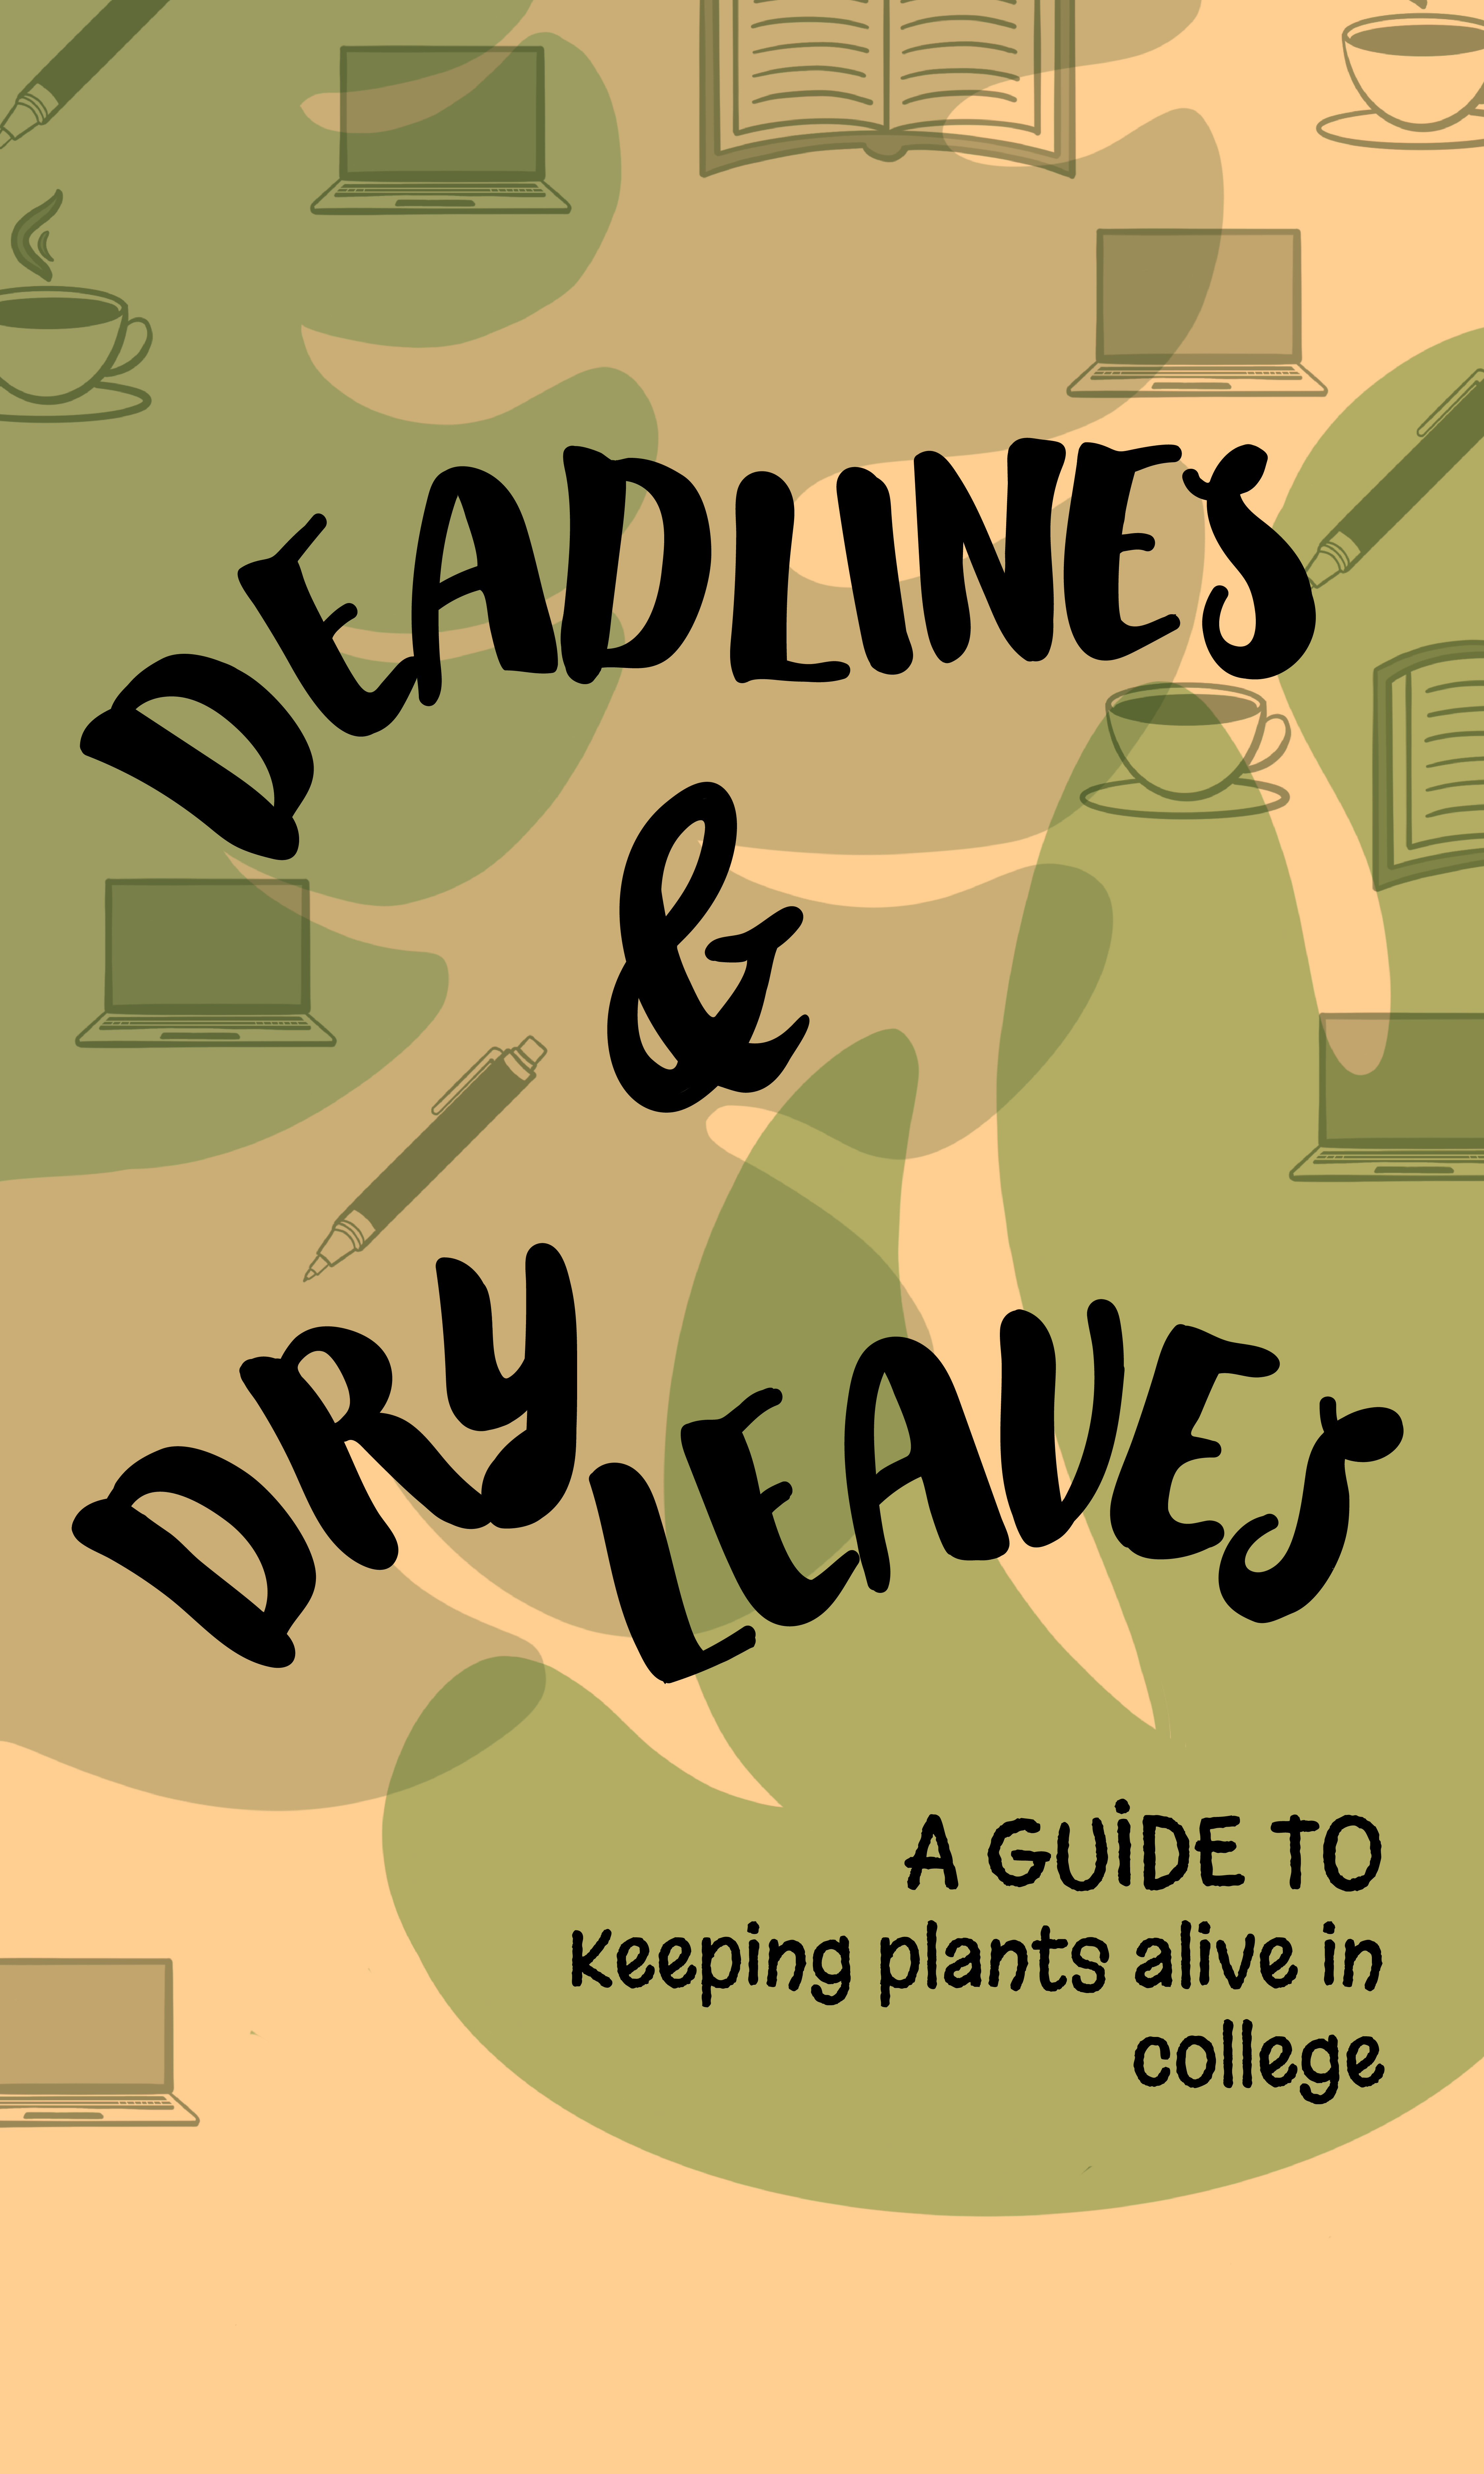 DEADLINES
&
DRY LEAVES
A GUIDE TO
Keeping plants alive in
college